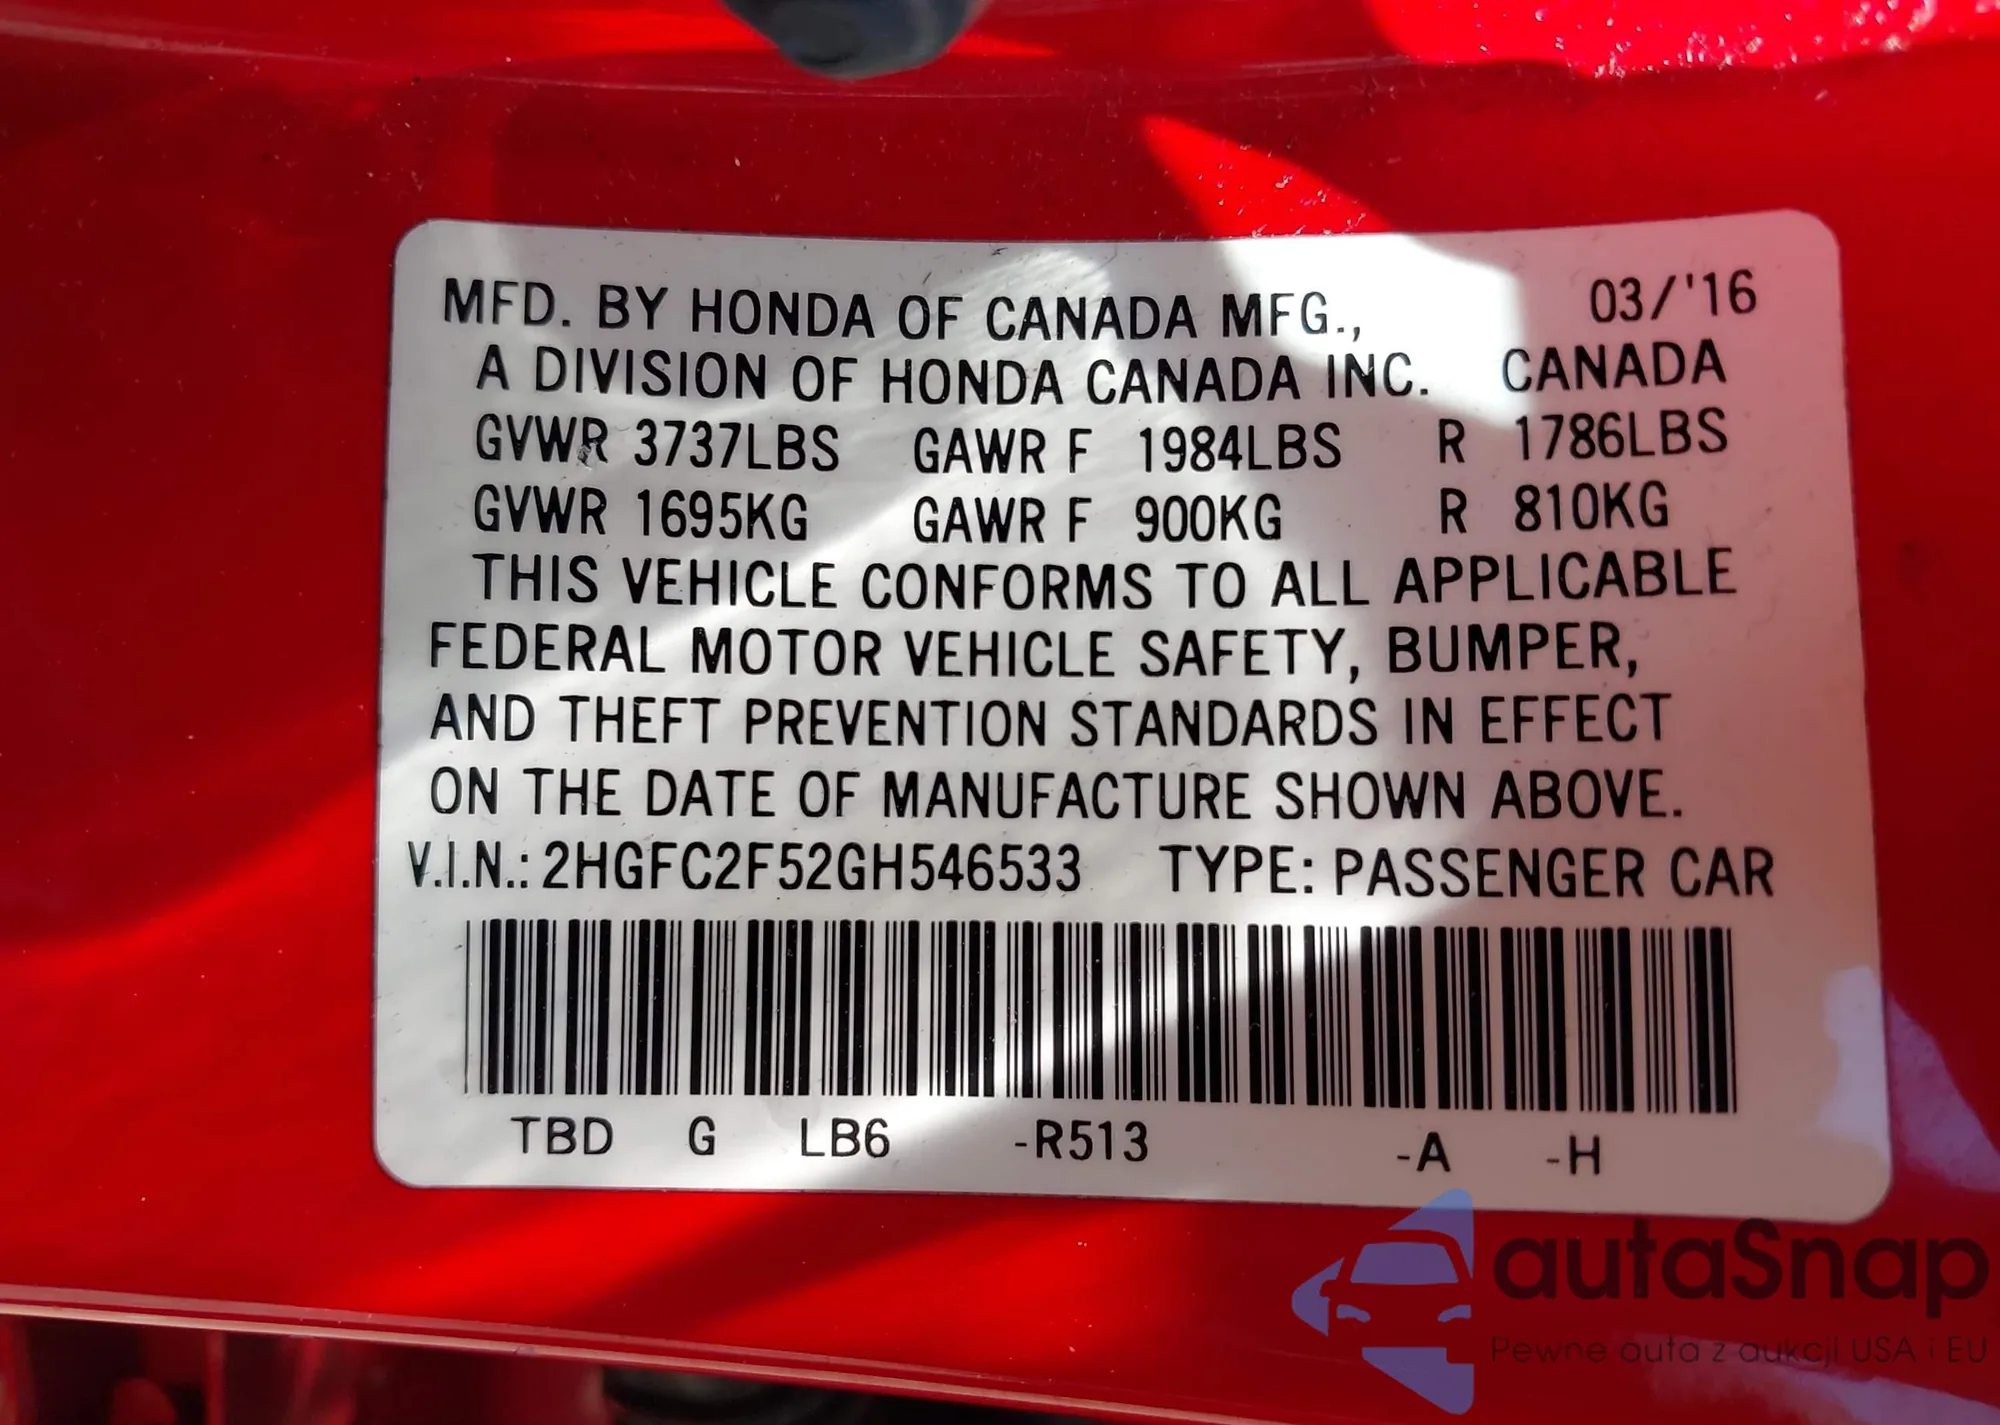 MFD. BY HONDA OF CANADA MFG., 03/'16
A DIVISION OF HONDA CANADA INC. CANADA
GVWR 3737LBS GAWR F 1984LBS R 1786LBS
GVWR 1695KG GAWR F 900KG R 810KG
THIS VEHICLE CONFORMS TO ALL APPLICABLE
FEDERAL MOTOR VEHICLE SAFETY, BUMPER,
AND THEFT PREVENTION STANDARDS IN EFFECT
ON THE DATE OF MANUFACTURE SHOWN ABOVE.
V.I.N.: 2HGFC2F52GH546533 TYPE: PASSENGER CAR
TBD G LB6 -R513 -A -H
autaSnap
Pewne auta z aukcji USA i EU